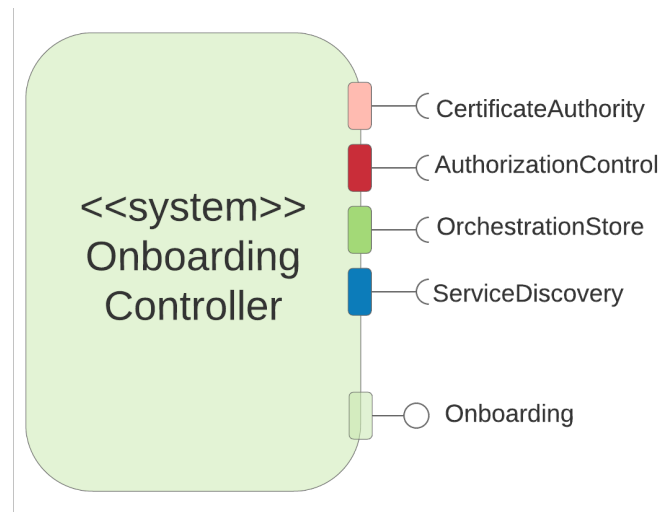 <<system>>
Onboarding
Controller
CertificateAuthority
AuthorizationControl
OrchestrationStore
ServiceDiscovery
Onboarding